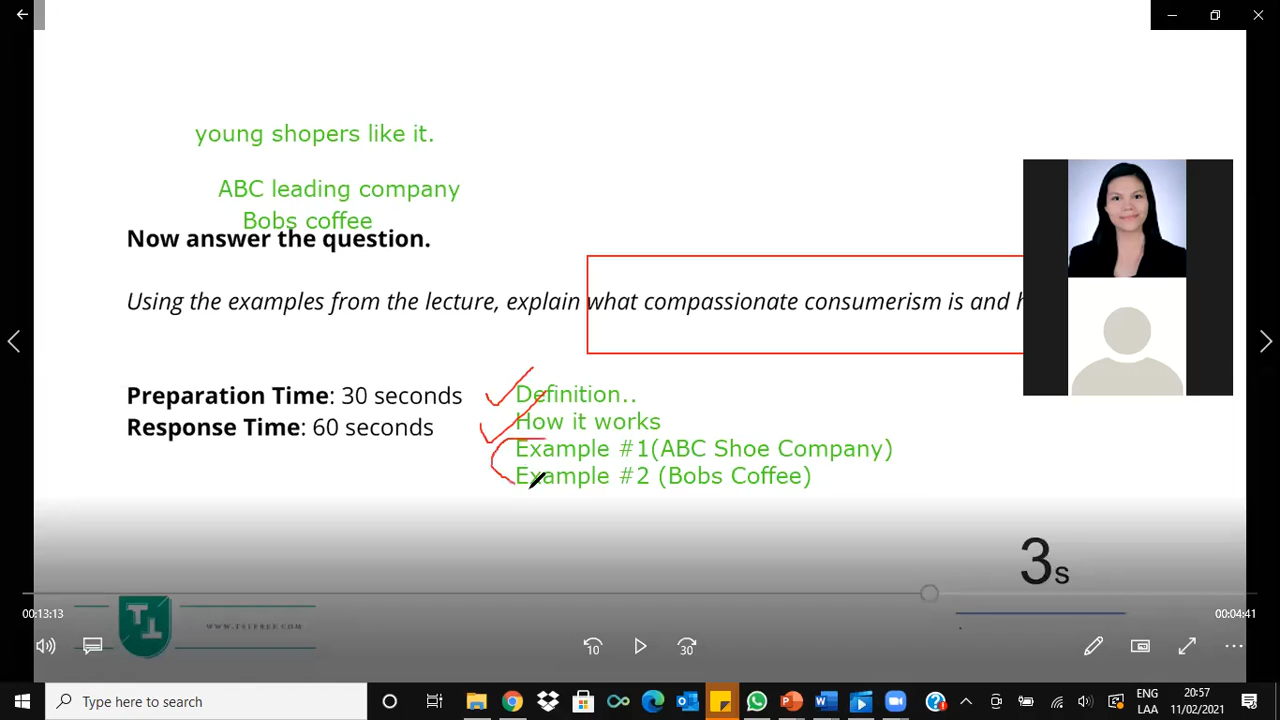 young shopers like it.
ABC leading company
Bobs coffee
Now answer the question.
Using the examples from the lecture, explain what compassionate consumerism is and h
Preparation Time: 30 seconds
Response Time: 60 seconds
Definition..
How it works
Example #1(ABC Shoe Company)
Example #2 (Bobs Coffee)
3s
00:13:13
00:04:41
10
30
Type here to search
ENG
LAA
20:57
11/02/2021